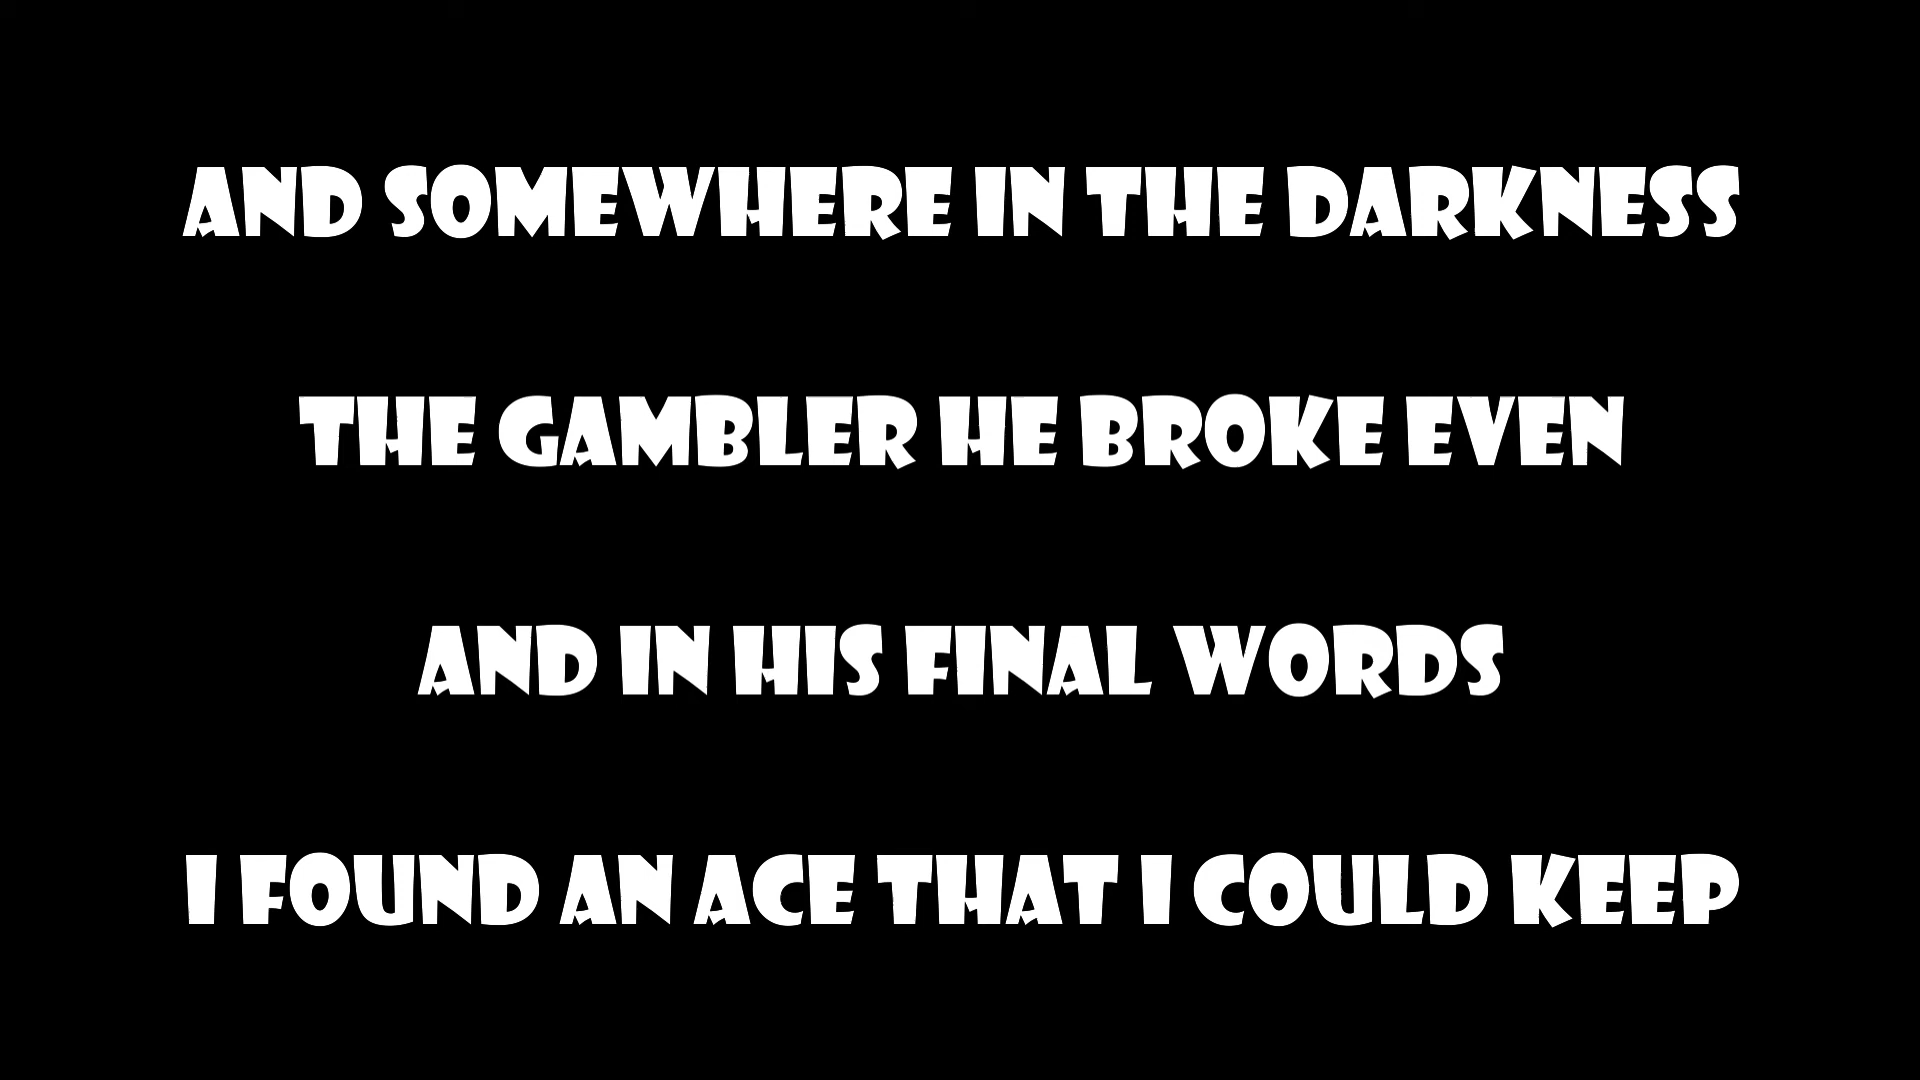 AND SOMEWHERE IN THE DARKNESS
THE GAMBLER HE BROKE EVEN
AND IN HIS FINAL WORDS
I FOUND AN ACE THAT I COULD KEEP